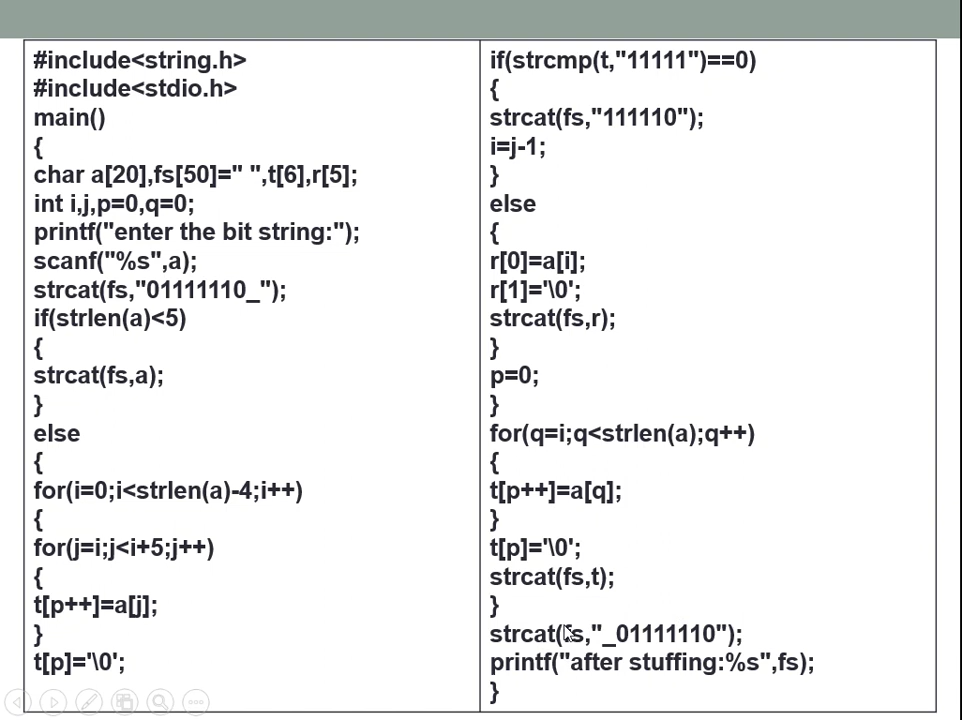 #include<string.h>
#include<stdio.h>
main()
{
char a[20],fs[50]=" ",t[6],r[5];
int i,j,p=0,q=0;
printf("enter the bit string:");
scanf("%s",a);
strcat(fs,"01111110_");
if(strlen(a)<5)
{
strcat(fs,a);
}
else
{
for(i=0;i<strlen(a)-4;i++)
{
for(j=i;j<i+5;j++)
{
t[p++]=a[j];
}
t[p]='\0';
if(strcmp(t,"11111")==0)
{
strcat(fs,"111110");
i=j-1;
}
else
{
r[0]=a[i];
r[1]='\0';
strcat(fs,r);
}
p=0;
}
for(q=i;q<strlen(a);q++)
{
t[p++]=a[q];
}
t[p]='\0';
strcat(fs,t);
}
strcat(fs,"_01111110");
printf("after stuffing:%s",fs);
}